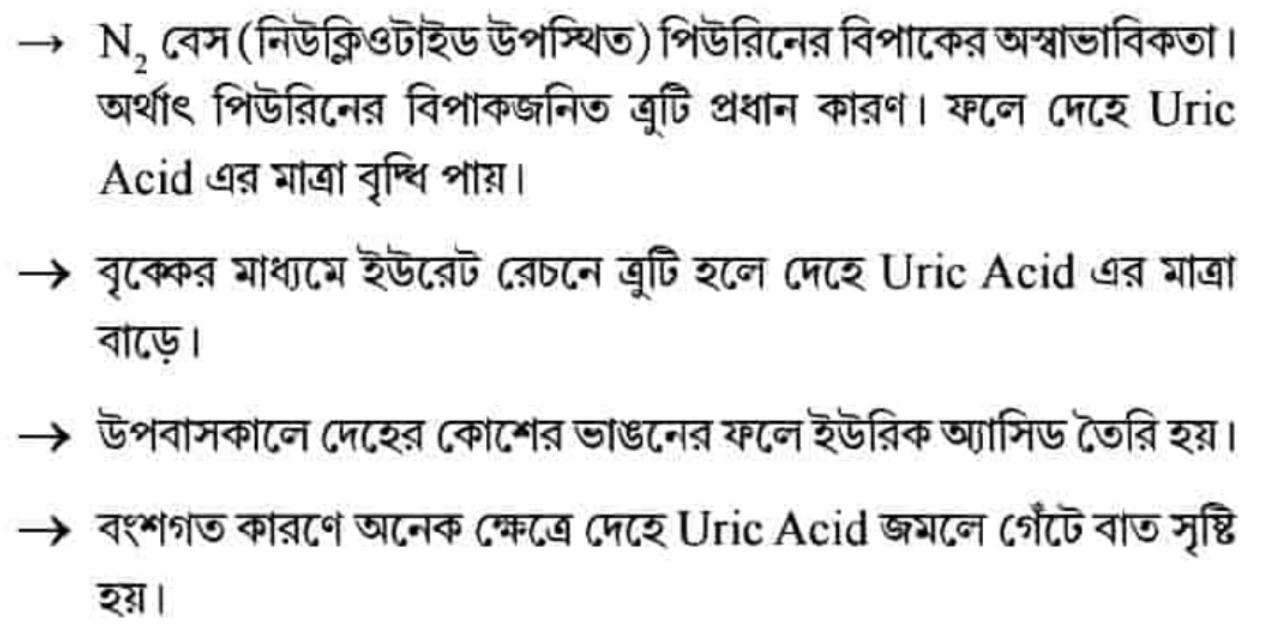 → N₂ বেস (নিউক্লিওটাইড উপস্থিত) পিউরিনের বিপাকের অস্বাভাবিকতা।
অর্থাৎ পিউরিনের বিপাকজনিত ত্রুটি প্রধান কারণ। ফলে দেহে Uric
Acid এর মাত্রা বৃদ্ধি পায়।
→ বৃক্কের মাধ্যমে ইউরেট রেচনে ত্রুটি হলে দেহে Uric Acid এর মাত্রা
বাড়ে।
→ উপবাসকালে দেহের কোশের ভাঙনের ফলে ইউরিক অ্যাসিড তৈরি হয়।
→ বংশগত কারণে অনেক ক্ষেত্রে দেহে Uric Acid জমলে গেঁটে বাত সৃষ্টি
হয়।